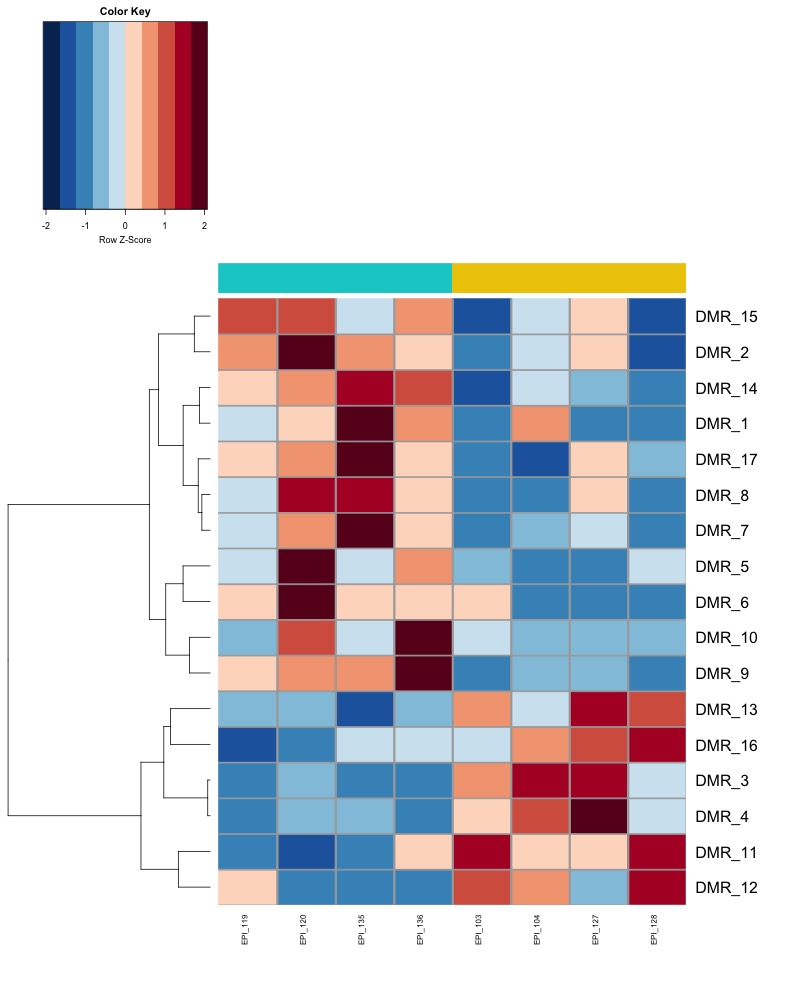 Color Key
-2 -1 0 1 2
Row Z-Score
DMR_15
DMR_2
DMR_14
DMR_1
DMR_17
DMR_8
DMR_7
DMR_5
DMR_6
DMR_10
DMR_9
DMR_13
DMR_16
DMR_3
DMR_4
DMR_11
DMR_12
EPI_119
EPI_120
EPI_135
EPI_136
EPI_103
EPI_104
EPI_127
EPI_128